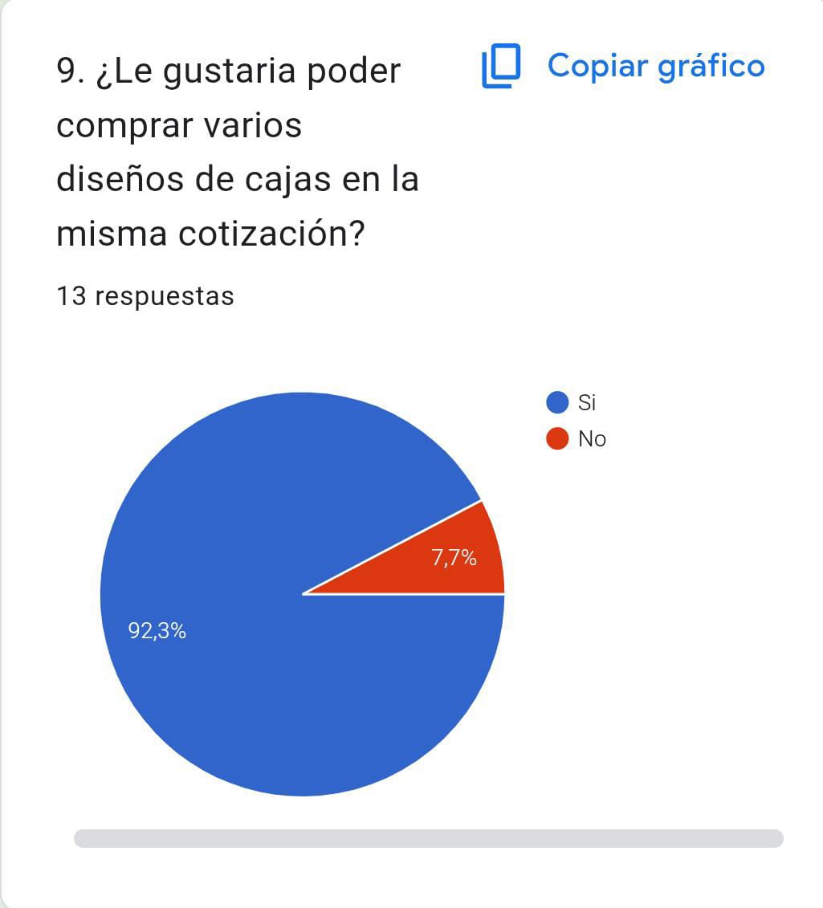 9. ¿Le gustaria poder
comprar varios
diseños de cajas en la
misma cotización?
Copiar gráfico
13 respuestas
Si
No
7,7%
92,3%